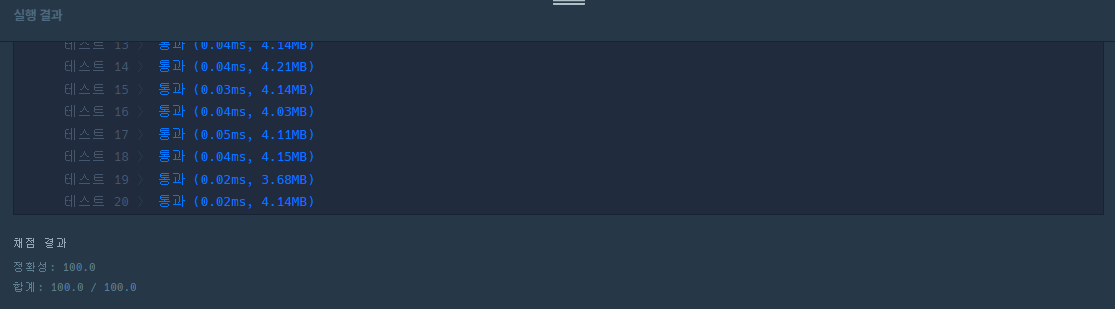 실행 결과
테스트 13 〉 통과 (0.04ms, 4.14MB)
테스트 14 〉 통과 (0.04ms, 4.21MB)
테스트 15 〉 통과 (0.03ms, 4.14MB)
테스트 16 〉 통과 (0.04ms, 4.03MB)
테스트 17 〉 통과 (0.05ms, 4.11MB)
테스트 18 〉 통과 (0.04ms, 4.15MB)
테스트 19 〉 통과 (0.02ms, 3.68MB)
테스트 20 〉 통과 (0.02ms, 4.14MB)
채점 결과
정확성: 100.0
합계: 100.0 / 100.0